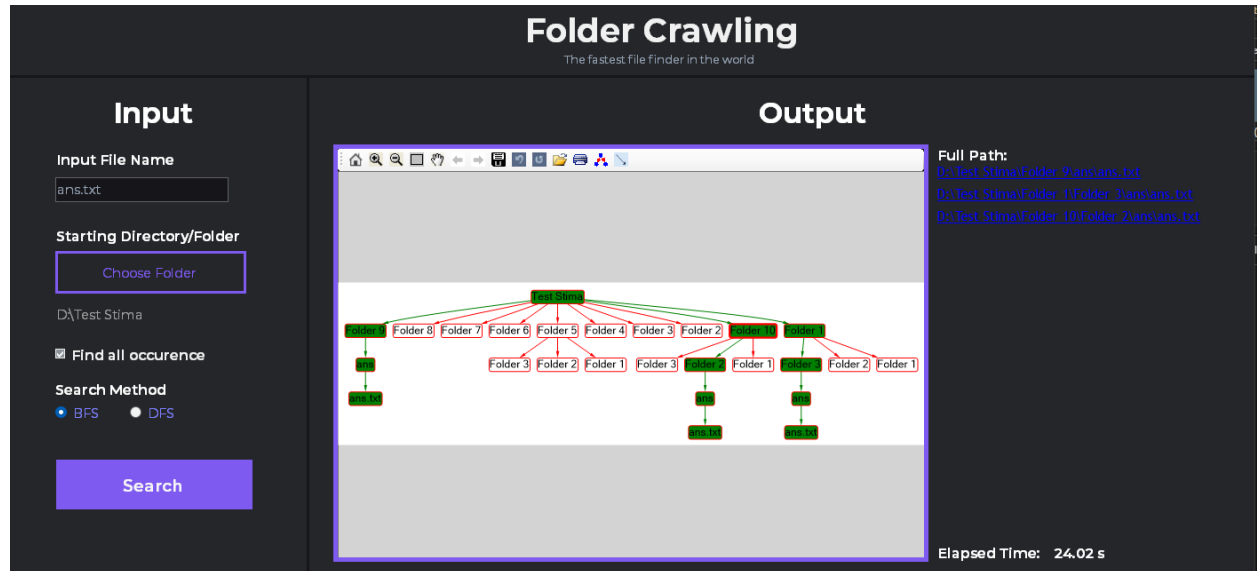 Folder Crawling
The fastest file finder in the world
Input
Input File Name
ans.txt
Starting Directory/Folder
Choose Folder
D:\Test Stima
Find all occurence
Search Method
BFS DFS
Search
Output
Test Stima
Folder 9 Folder 8 Folder 7 Folder 6 Folder 5 Folder 4 Folder 3 Folder 2 Folder 10 Folder 1
ans Folder 3 Folder 2 Folder 1 Folder 3 Folder 2 Folder 1 Folder 3 Folder 2 Folder 1
ans.txt ans ans
ans.txt ans.txt
Full Path:
D:\Test Stima\Folder 9\ans\ans.txt
D:\Test Stima\Folder 1\Folder 3\ans\ans.txt
D:\Test Stima\Folder 10\Folder 2\ans\ans.txt
Elapsed Time: 24.02 s